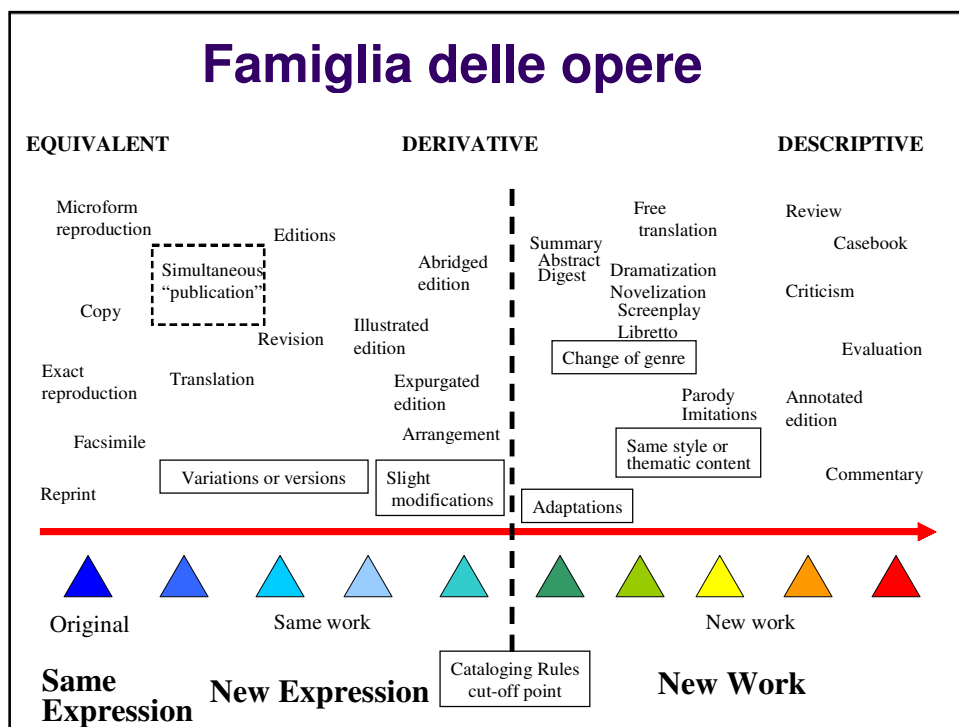 Famiglia delle opere
EQUIVALENT
DERIVATIVE
DESCRIPTIVE
Microform
reproduction
Copy
Exact
reproduction
Facsimile
Reprint
Simultaneous
“publication”
Editions
Revision
Translation
Variations or versions
Abridged
edition
Illustrated
edition
Expurgated
edition
Arrangement
Slight
modifications
Summary
Abstract
Digest
Free
translation
Dramatization
Novelization
Screenplay
Libretto
Change of genre
Parody
Imitations
Same style or
thematic content
Adaptations
Review
Casebook
Criticism
Evaluation
Annotated
edition
Commentary
Original
Same work
New work
Same
Expression
New Expression
Cataloging Rules
cut-off point
New Work